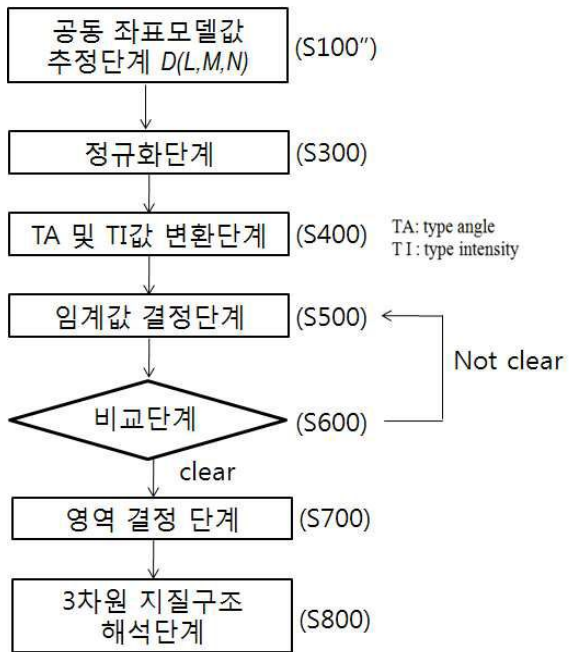 공동 좌표모델값
추정단계 D(L,M,N)
(S100")
정규화단계
(S300)
TA 및 TI값 변환단계
(S400)
TA: type angle
T I : type intensity
임계값 결정단계
(S500)
Not clear
비교단계
(S600)
clear
영역 결정 단계
(S700)
3차원 지질구조
해석단계
(S800)